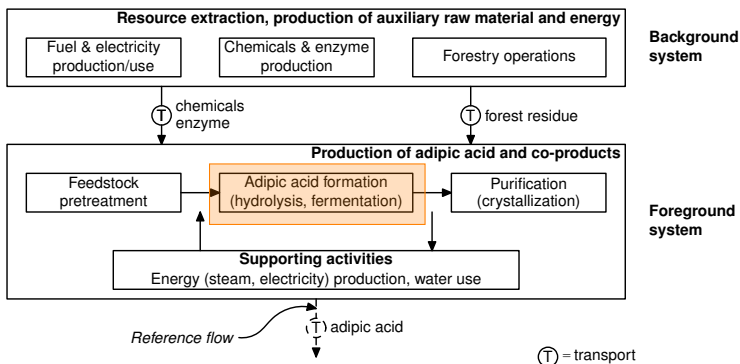 Resource extraction, production of auxiliary raw material and energy
Fuel & electricity
production/use
Chemicals & enzyme
production
Forestry operations
Background
system
T
chemicals
enzyme
T
forest residue
Production of adipic acid and co-products
Feedstock
pretreatment
Adipic acid formation
(hydrolysis, fermentation)
Purification
(crystallization)
Foreground
system
Supporting activities
Energy (steam, electricity) production, water use
Reference flow
T
adipic acid
T = transport